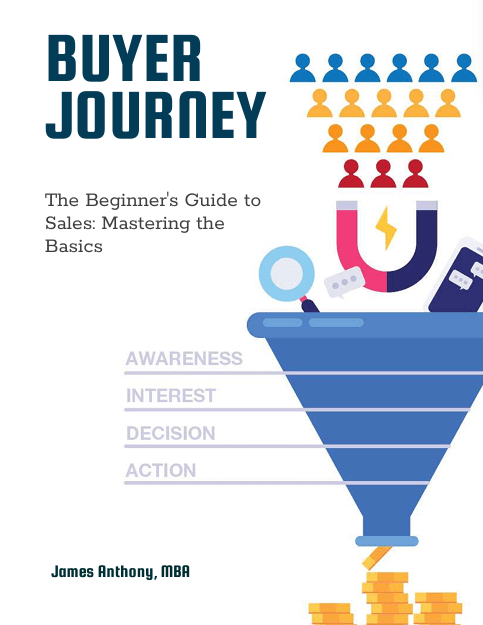 BUYER
JOURNEY
The Beginner's Guide to
Sales: Mastering the
Basics
AWARENESS
INTEREST
DECISION
ACTION
James Anthony, MBA